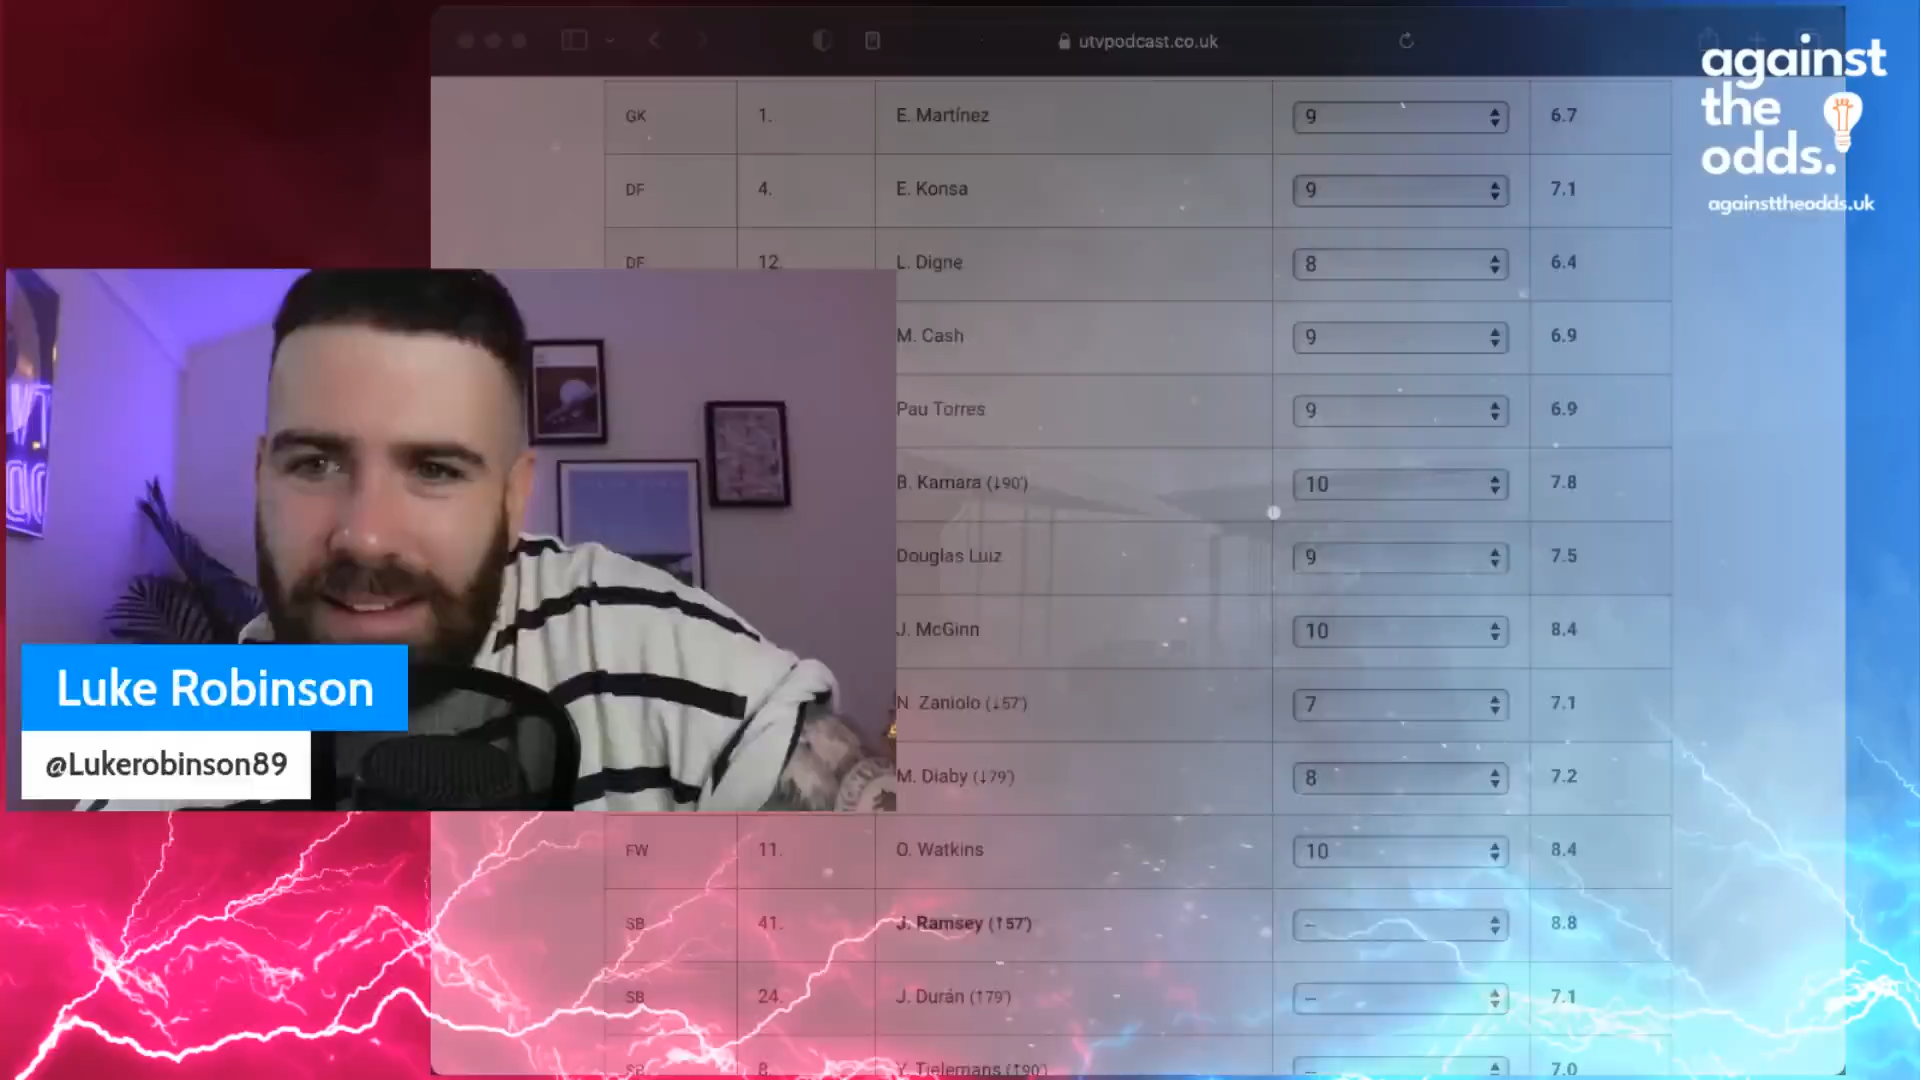 utvpodcast.co.uk
against
the
odds.
againsttheodds.uk
GK 1. E. Martínez 9 6.7
DF 4. E. Konsa 9 7.1
DF 12. L. Digne 8 6.4
M. Cash 9 6.9
Pau Torres 9 6.9
B. Kamara (↓90') 10 7.8
Douglas Luiz 9 7.5
J. McGinn 10 8.4
N. Zaniolo (↓57') 7 7.1
M. Diaby (↓79') 8 7.2
FW 11. O. Watkins 10 8.4
SB 41. J. Ramsey (↑57') – 8.8
SB 24. J. Durán (↑79') – 7.1
SB 8. Y. Tielemans (↑90') – 7.0
Luke Robinson
@Lukerobinson89